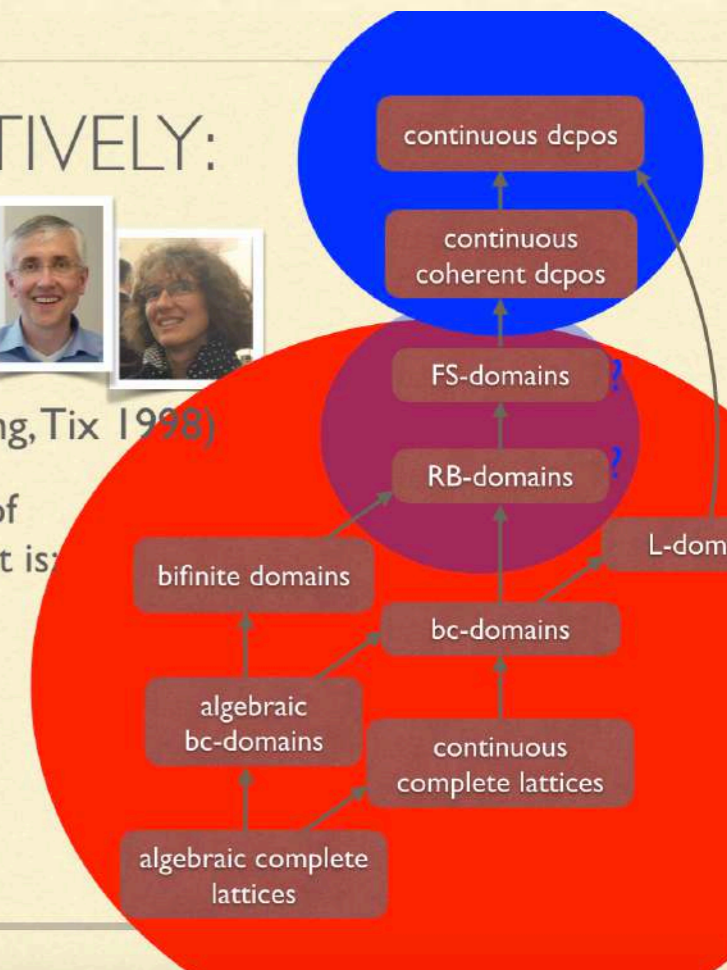 TIVELY:
ng, Tix 1998)
of
t is:
continuous dcpos
continuous
coherent dcpos
FS-domains ?
RB-domains ?
L-dom
bifinite domains
bc-domains
algebraic
bc-domains
continuous
complete lattices
algebraic complete
lattices